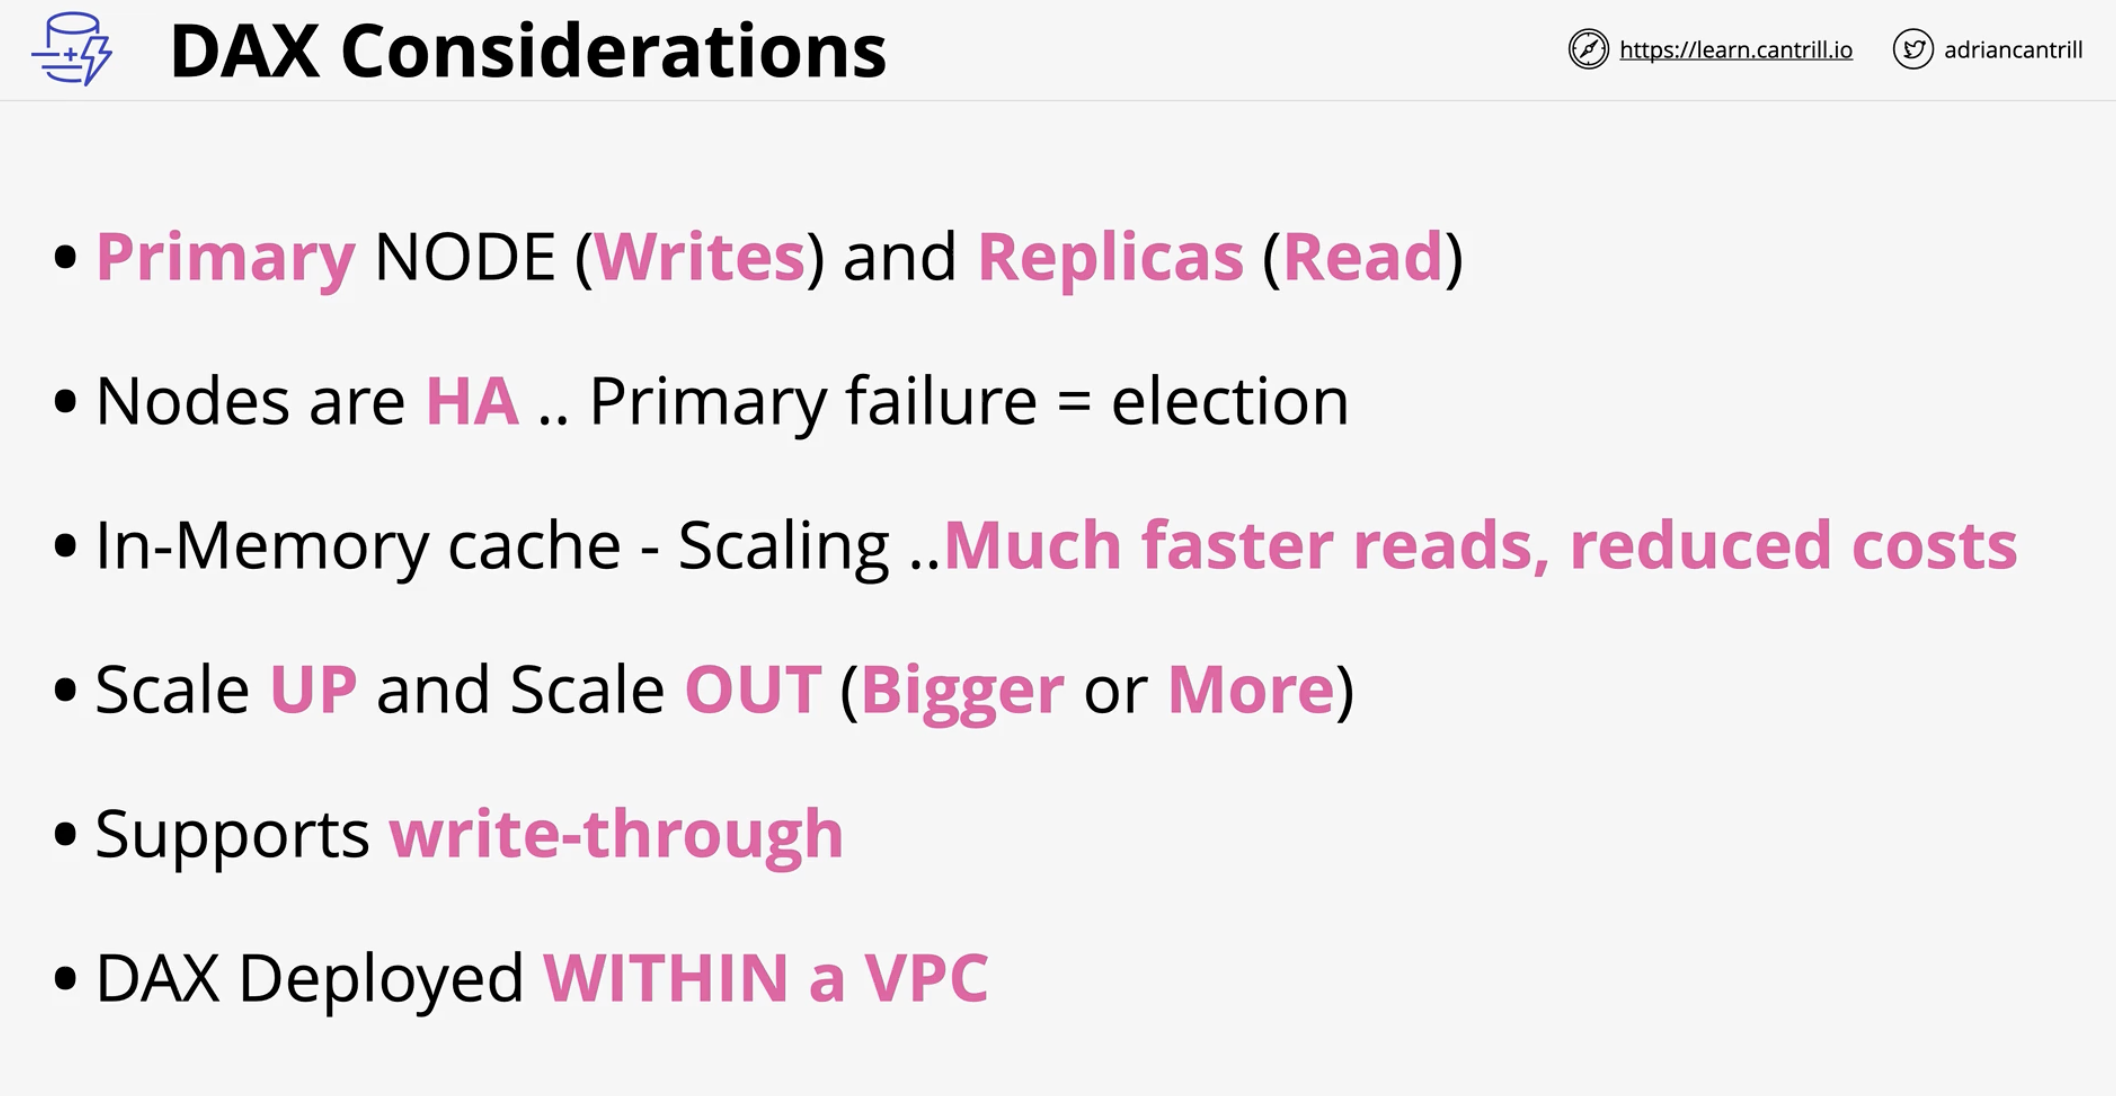 DAX Considerations
https://learn.cantrill.io
adriancantrill
• Primary NODE (Writes) and Replicas (Read)
• Nodes are HA .. Primary failure = election
• In-Memory cache - Scaling ..Much faster reads, reduced costs
• Scale UP and Scale OUT (Bigger or More)
• Supports write-through
• DAX Deployed WITHIN a VPC